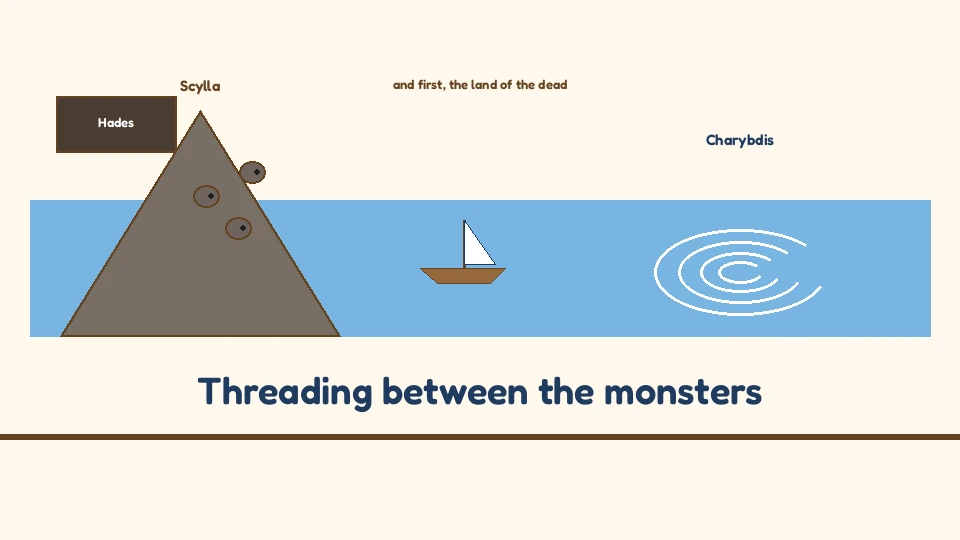 Scylla
and first, the land of the dead
Hades
Charybdis
Threading between the monsters